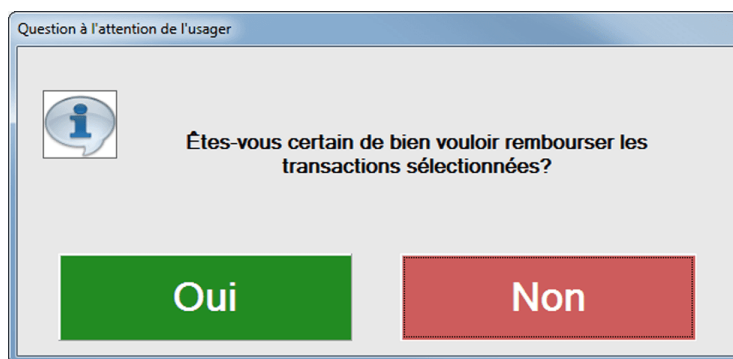 Question à l'attention de l'usager
Êtes-vous certain de bien vouloir rembourser les
transactions sélectionnées?
Oui
Non